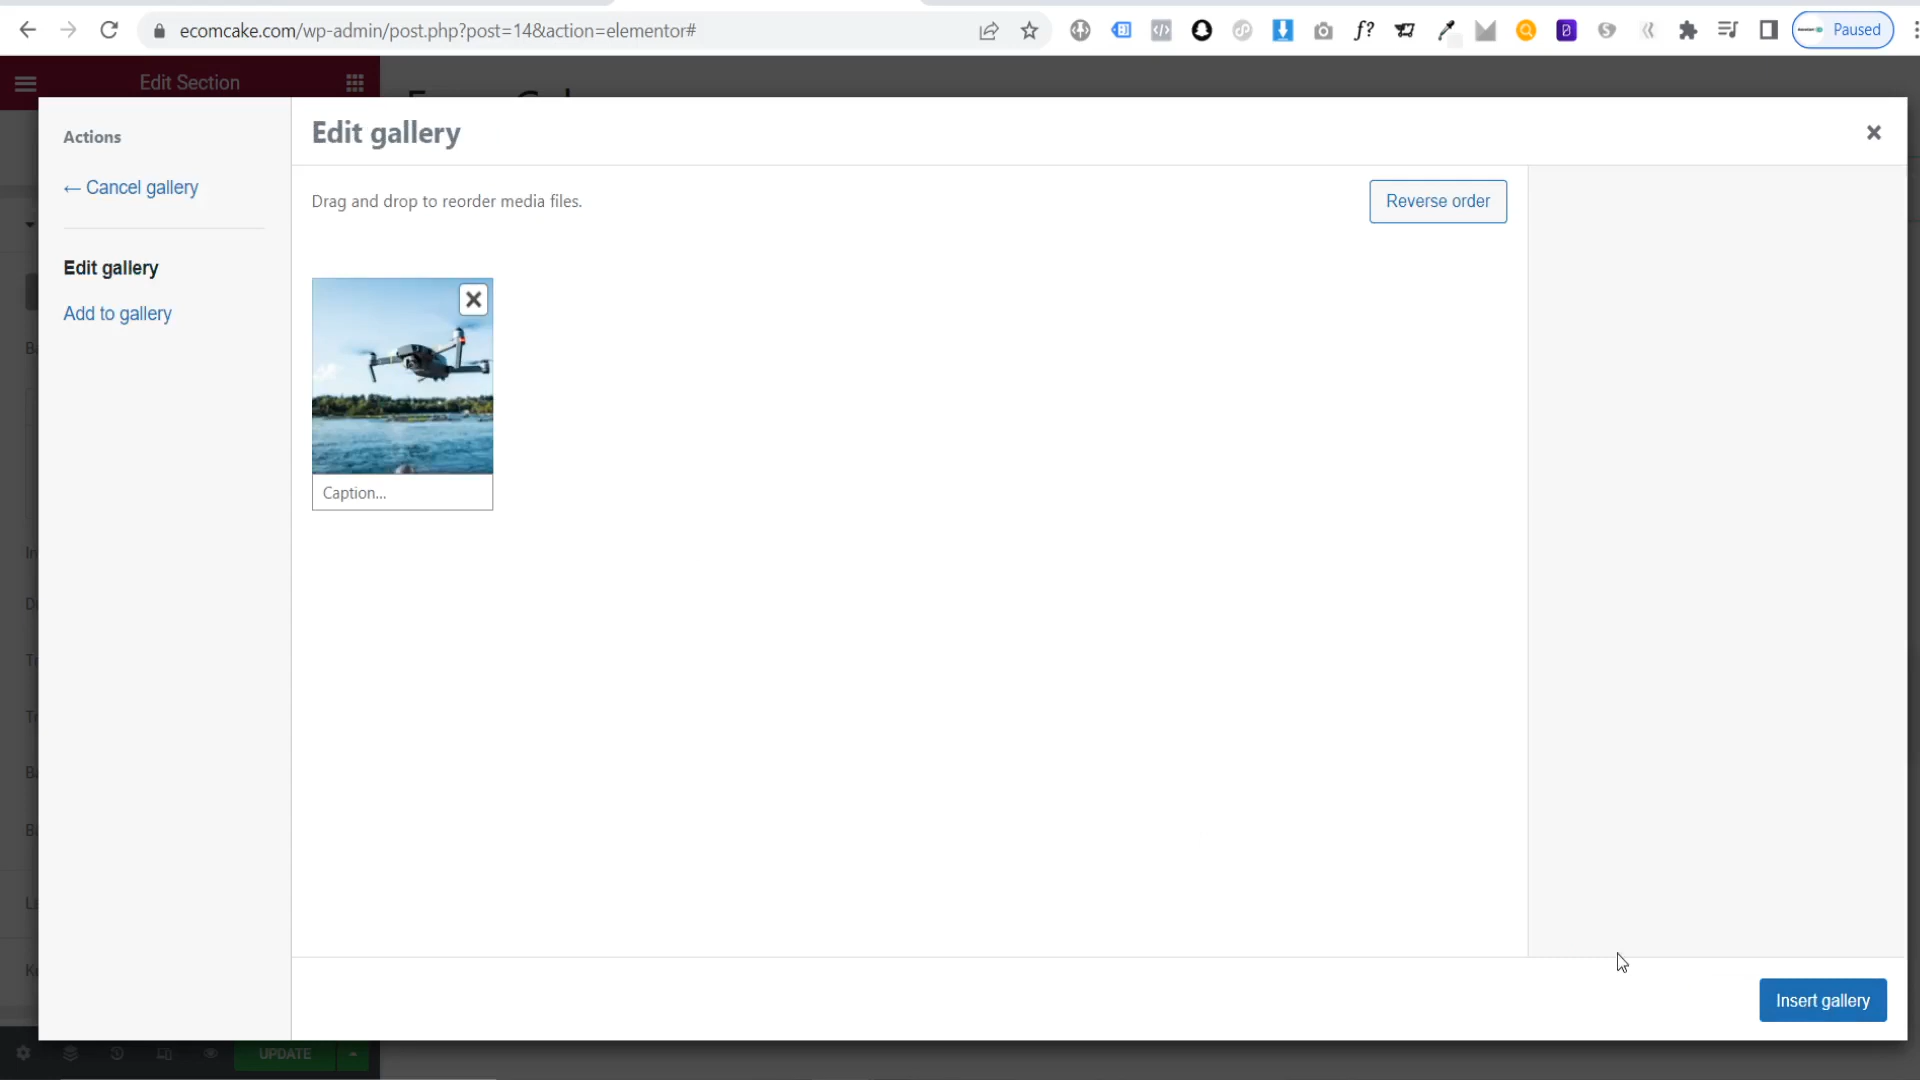 ecomcake.com/wp-admin/post.php?post=14&action=elementor#
Paused
Edit Section
Actions
← Cancel gallery
Edit gallery
Add to gallery
Edit gallery
Drag and drop to reorder media files.
Reverse order
Caption...
Insert gallery
UPDATE